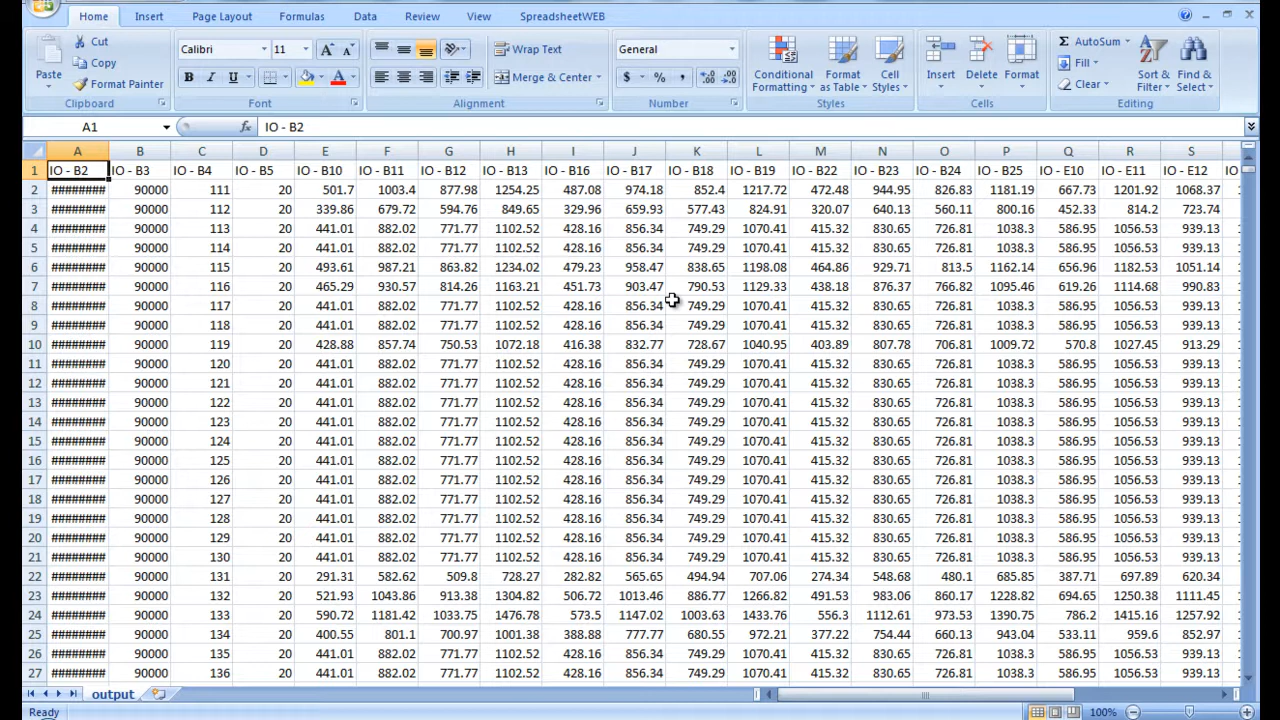 Home Insert Page Layout Formulas Data Review View SpreadsheetWEB
Cut
Copy
Format Painter
Paste
Clipboard
Calibri 11
B I U
Font
Wrap Text
Merge & Center
Alignment
General
$ % ,
Number
Conditional Formatting
Format as Table
Cell Styles
Styles
Insert
Delete
Format
Cells
Σ AutoSum
Fill
Clear
Sort & Filter
Find & Select
Editing
A1 fx IO - B2
A B C D E F G H I J K L M N O P Q R S
1 IO - B2 IO - B3 IO - B4 IO - B5 IO - B10 IO - B11 IO - B12 IO - B13 IO - B16 IO - B17 IO - B18 IO - B19 IO - B22 IO - B23 IO - B24 IO - B25 IO - E10 IO - E11 IO - E12 IO
2 ######## 90000 111 20 501.7 1003.4 877.98 1254.25 487.08 974.18 852.4 1217.72 472.48 944.95 826.83 1181.19 667.73 1201.92 1068.37
3 ######## 90000 112 20 339.86 679.72 594.76 849.65 329.96 659.93 577.43 824.91 320.07 640.13 560.11 800.16 452.33 814.2 723.74
4 ######## 90000 113 20 441.01 882.02 771.77 1102.52 428.16 856.34 749.29 1070.41 415.32 830.65 726.81 1038.3 586.95 1056.53 939.13
5 ######## 90000 114 20 441.01 882.02 771.77 1102.52 428.16 856.34 749.29 1070.41 415.32 830.65 726.81 1038.3 586.95 1056.53 939.13
6 ######## 90000 115 20 493.61 987.21 863.82 1234.02 479.23 958.47 838.65 1198.08 464.86 929.71 813.5 1162.14 656.96 1182.53 1051.14
7 ######## 90000 116 20 465.29 930.57 814.26 1163.21 451.73 903.47 790.53 1129.33 438.18 876.37 766.82 1095.46 619.26 1114.68 990.83
8 ######## 90000 117 20 441.01 882.02 771.77 1102.52 428.16 856.34 749.29 1070.41 415.32 830.65 726.81 1038.3 586.95 1056.53 939.13
9 ######## 90000 118 20 441.01 882.02 771.77 1102.52 428.16 856.34 749.29 1070.41 415.32 830.65 726.81 1038.3 586.95 1056.53 939.13
10 ######## 90000 119 20 428.88 857.74 750.53 1072.18 416.38 832.77 728.67 1040.95 403.89 807.78 706.81 1009.72 570.8 1027.45 913.29
11 ######## 90000 120 20 441.01 882.02 771.77 1102.52 428.16 856.34 749.29 1070.41 415.32 830.65 726.81 1038.3 586.95 1056.53 939.13
12 ######## 90000 121 20 441.01 882.02 771.77 1102.52 428.16 856.34 749.29 1070.41 415.32 830.65 726.81 1038.3 586.95 1056.53 939.13
13 ######## 90000 122 20 441.01 882.02 771.77 1102.52 428.16 856.34 749.29 1070.41 415.32 830.65 726.81 1038.3 586.95 1056.53 939.13
14 ######## 90000 123 20 441.01 882.02 771.77 1102.52 428.16 856.34 749.29 1070.41 415.32 830.65 726.81 1038.3 586.95 1056.53 939.13
15 ######## 90000 124 20 441.01 882.02 771.77 1102.52 428.16 856.34 749.29 1070.41 415.32 830.65 726.81 1038.3 586.95 1056.53 939.13
16 ######## 90000 125 20 441.01 882.02 771.77 1102.52 428.16 856.34 749.29 1070.41 415.32 830.65 726.81 1038.3 586.95 1056.53 939.13
17 ######## 90000 126 20 441.01 882.02 771.77 1102.52 428.16 856.34 749.29 1070.41 415.32 830.65 726.81 1038.3 586.95 1056.53 939.13
18 ######## 90000 127 20 441.01 882.02 771.77 1102.52 428.16 856.34 749.29 1070.41 415.32 830.65 726.81 1038.3 586.95 1056.53 939.13
19 ######## 90000 128 20 441.01 882.02 771.77 1102.52 428.16 856.34 749.29 1070.41 415.32 830.65 726.81 1038.3 586.95 1056.53 939.13
20 ######## 90000 129 20 441.01 882.02 771.77 1102.52 428.16 856.34 749.29 1070.41 415.32 830.65 726.81 1038.3 586.95 1056.53 939.13
21 ######## 90000 130 20 441.01 882.02 771.77 1102.52 428.16 856.34 749.29 1070.41 415.32 830.65 726.81 1038.3 586.95 1056.53 939.13
22 ######## 90000 131 20 291.31 582.62 509.8 728.27 282.82 565.65 494.94 707.06 274.34 548.68 480.1 685.85 387.71 697.89 620.34
23 ######## 90000 132 20 521.93 1043.86 913.38 1304.82 506.72 1013.46 886.77 1266.82 491.53 983.06 860.17 1228.82 694.65 1250.38 1111.45
24 ######## 90000 133 20 590.72 1181.42 1033.75 1476.78 573.5 1147.02 1003.63 1433.76 556.3 1112.61 973.53 1390.75 786.2 1415.16 1257.92
25 ######## 90000 134 20 400.55 801.1 700.97 1001.38 388.88 777.77 680.55 972.21 377.22 754.44 660.13 943.04 533.11 959.6 852.97
26 ######## 90000 135 20 441.01 882.02 771.77 1102.52 428.16 856.34 749.29 1070.41 415.32 830.65 726.81 1038.3 586.95 1056.53 939.13
27 ######## 90000 136 20 441.01 882.02 771.77 1102.52 428.16 856.34 749.29 1070.41 415.32 830.65 726.81 1038.3 586.95 1056.53 939.13
output
Ready 100%